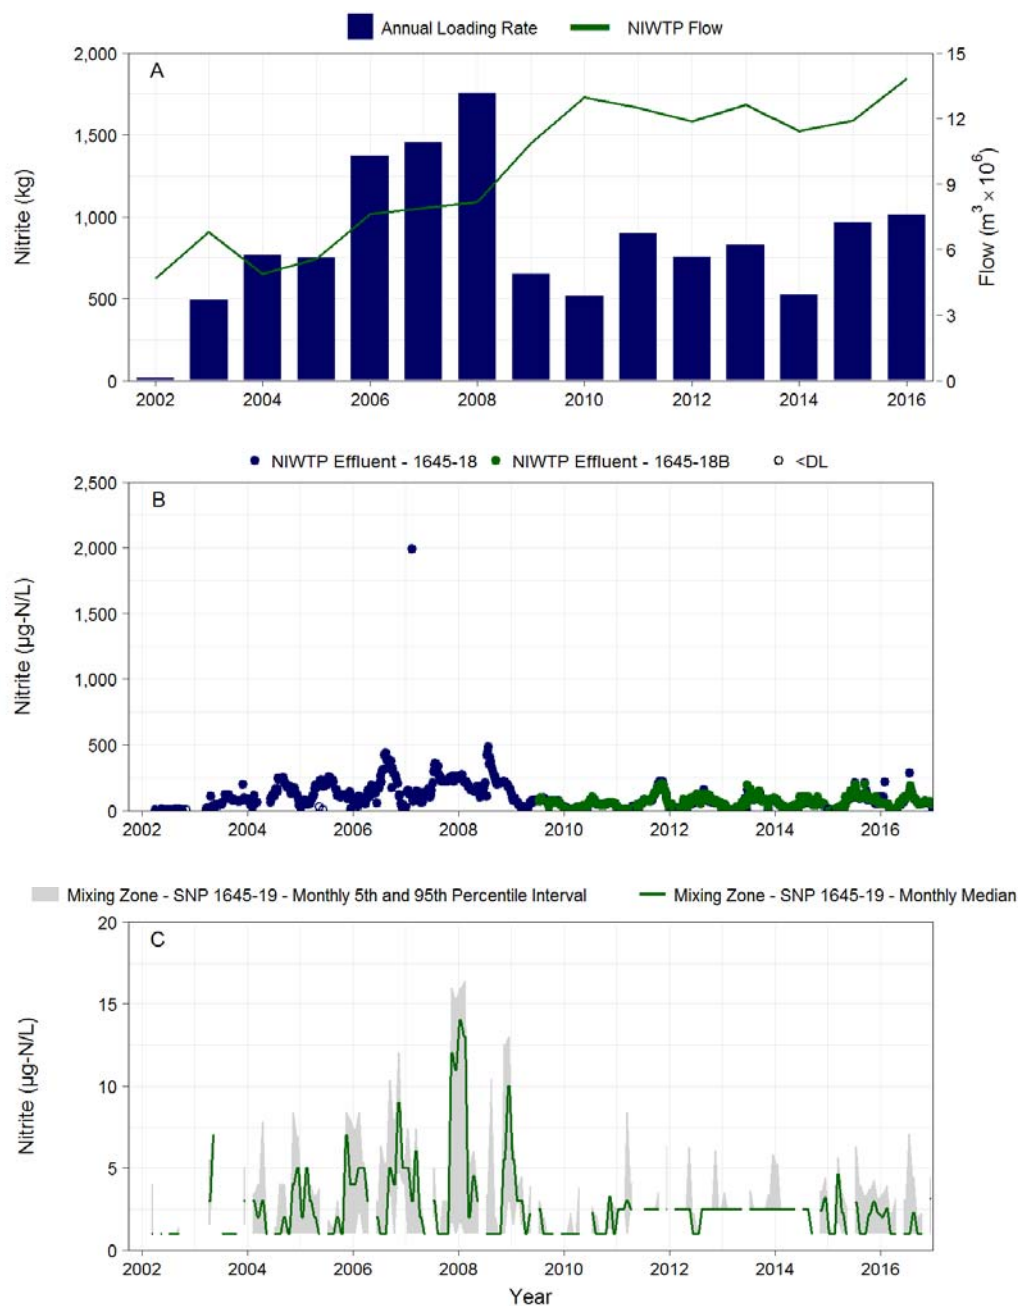 Annual Loading Rate NIWTP Flow
A
2,000
1,500
1,000
500
0
Nitrite (kg)
15
12
9
6
3
0
Flow (m³ × 10⁶)
2002 2004 2006 2008 2010 2012 2014 2016
NIWTP Effluent - 1645-18 NIWTP Effluent - 1645-18B <DL
B
2,500
2,000
1,500
1,000
500
0
Nitrite (µg-N/L)
2002 2004 2006 2008 2010 2012 2014 2016
Mixing Zone - SNP 1645-19 - Monthly 5th and 95th Percentile Interval Mixing Zone - SNP 1645-19 - Monthly Median
C
20
15
10
5
0
Nitrite (µg-N/L)
2002 2004 2006 2008 2010 2012 2014 2016
Year